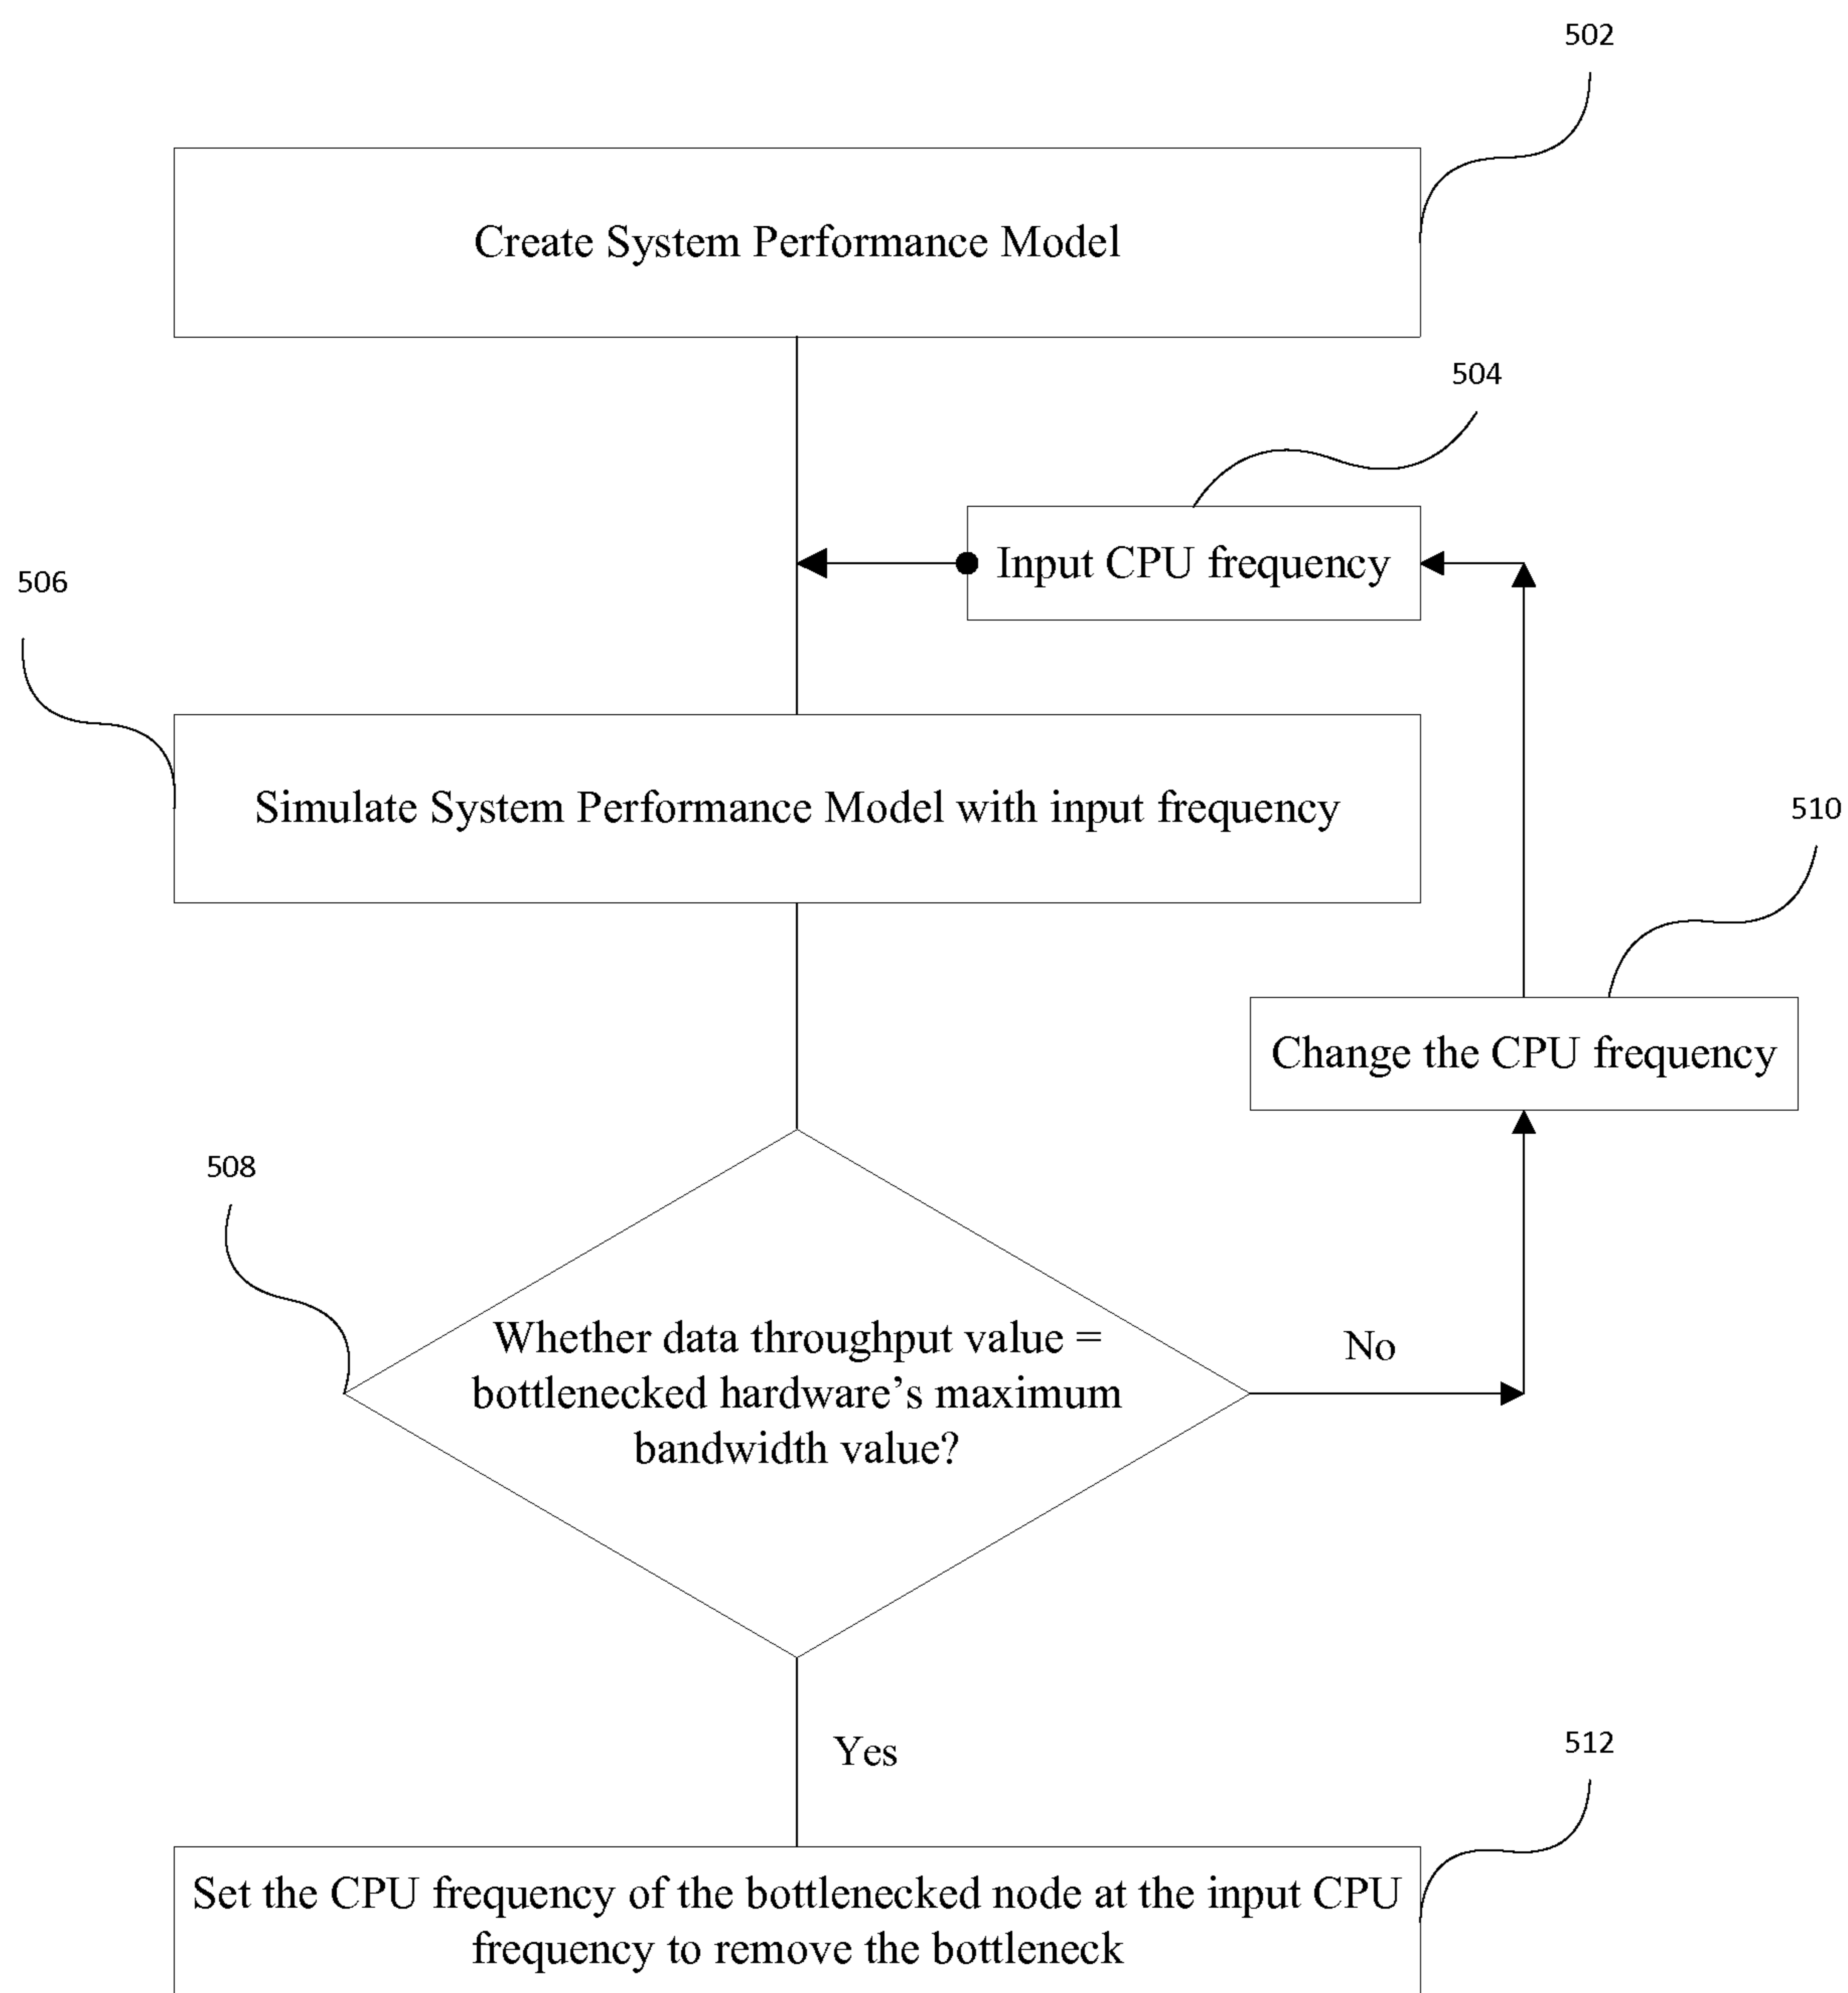 502
Create System Performance Model
504
Input CPU frequency
506
Simulate System Performance Model with input frequency
510
Change the CPU frequency
508
Whether data throughput value =
bottlenecked hardware’s maximum
bandwidth value?
No
Yes
512
Set the CPU frequency of the bottlenecked node at the input CPU
frequency to remove the bottleneck